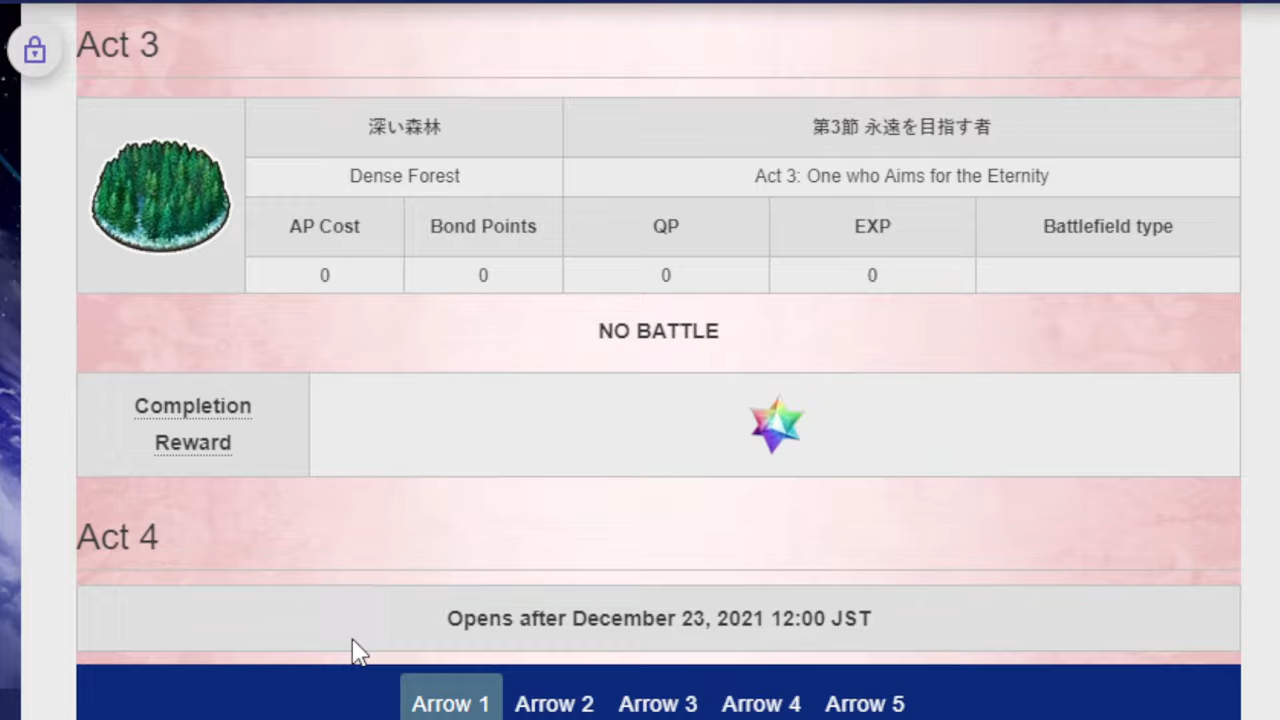 Act 3
深い森林
第3節 永遠を目指す者
Dense Forest
Act 3: One who Aims for the Eternity
AP Cost
Bond Points
QP
EXP
Battlefield type
0
0
0
0
NO BATTLE
Completion
Reward
Act 4
Opens after December 23, 2021 12:00 JST
Arrow 1
Arrow 2
Arrow 3
Arrow 4
Arrow 5